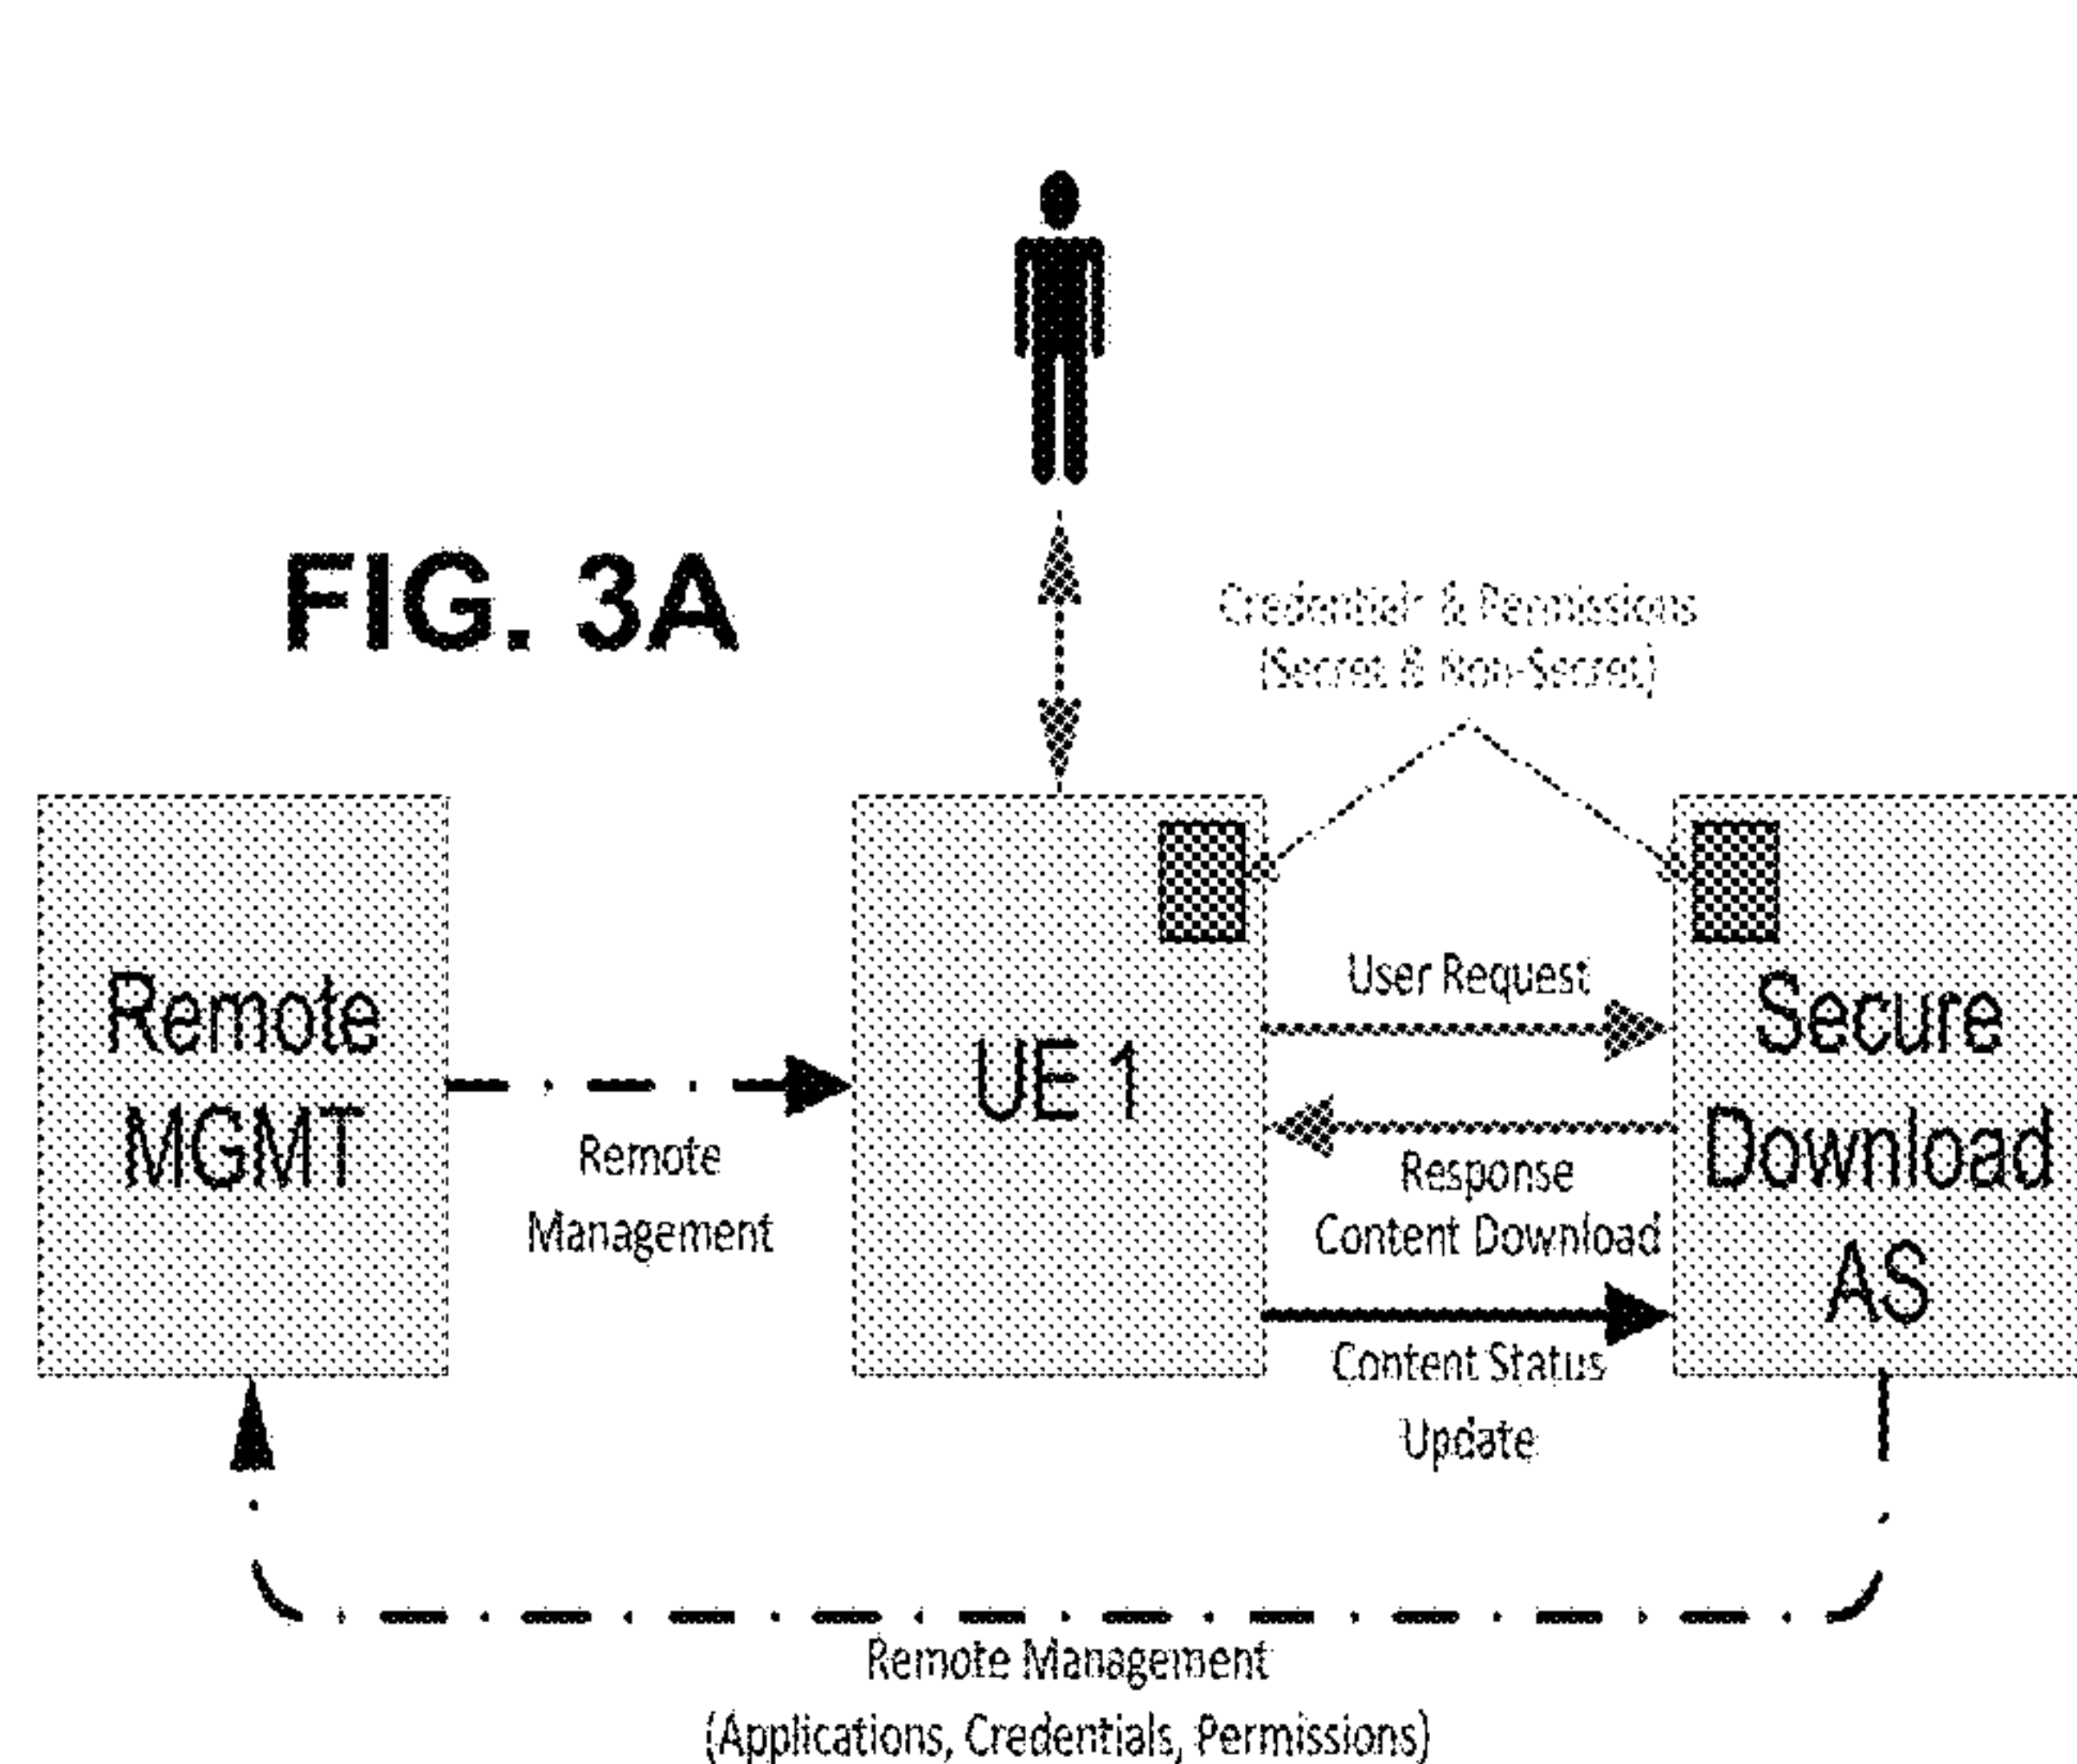 FIG. 3A
Credentials & Permissions
(Secret & Non-Secret)
Remote
MGMT
Remote
Management
UE 1
User Request
Response
Content Download
Content Status
Update
Secure
Download
AS
Remote Management
(Applications, Credentials, Permissions)